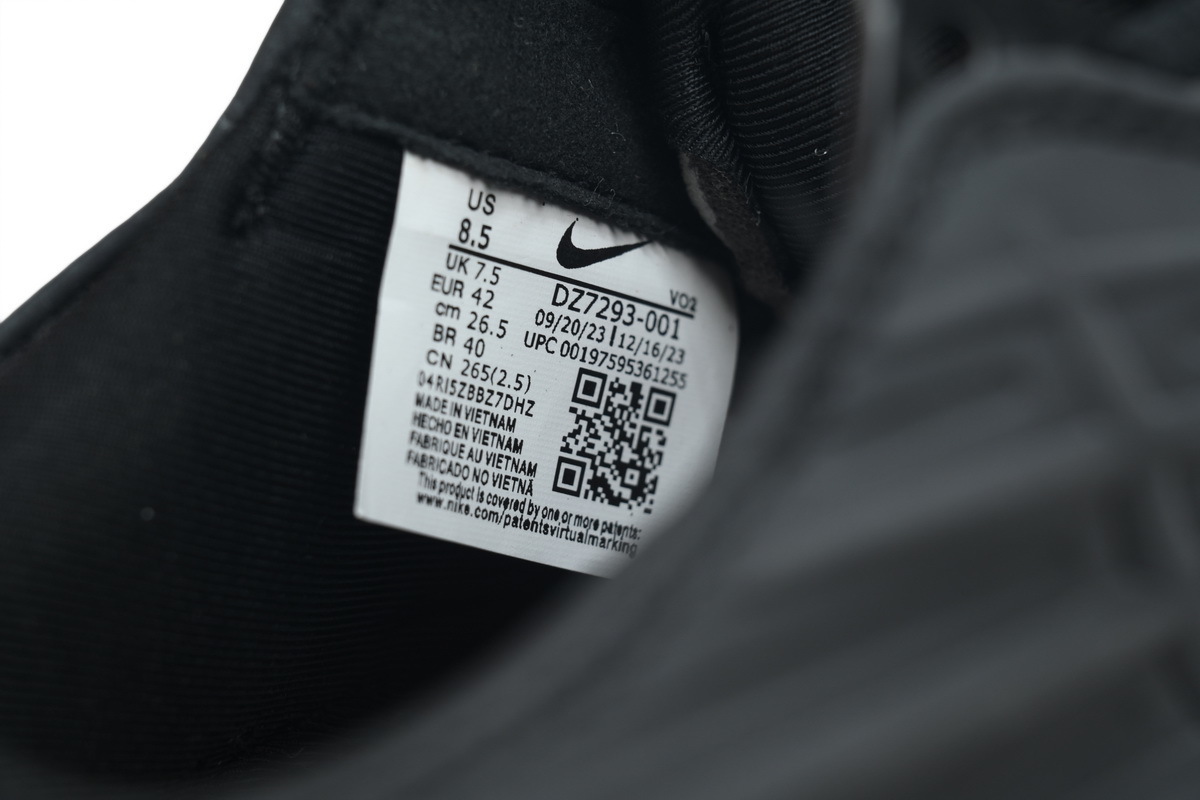 US
8.5
UK 7.5
EUR 42
cm 26.5
BR 40
CN 265(2.5)
04RI5ZBBZ7DHZ
MADE IN VIETNAM
HECHO EN VIETNAM
FABRIQUE AU VIETNAM
FABRICADO NO VIETNÃ
VO2
DZ7293-001
09/20/23 | 12/16/23
UPC 00197595361255
This product is covered by one or more patents:
www.nike.com/patentsvirtualmarking